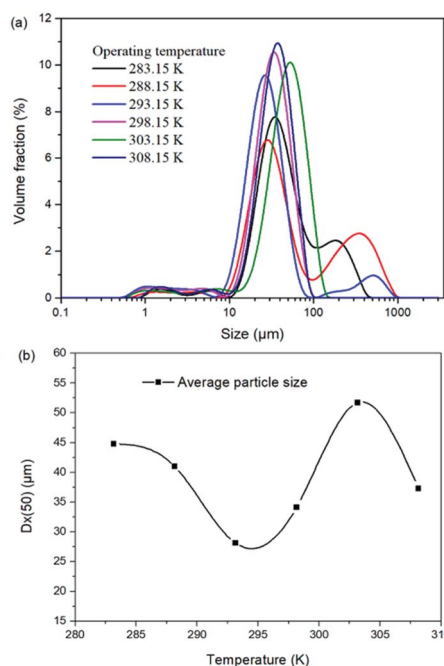 (a)
12
10
8
6
4
2
0
Volume fraction (%)
Operating temperature
283.15 K
288.15 K
293.15 K
298.15 K
303.15 K
308.15 K
0.1 1 10 100 1000
Size (µm)
(b)
60
55
50
45
40
35
30
25
20
15
Dx(50) (µm)
Average particle size
280 285 290 295 300 305 31
Temperature (K)